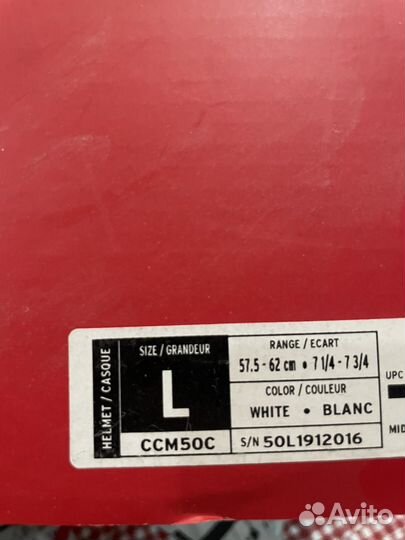 HELMET / CASQUE
SIZE / GRANDEUR
L
CCM50C
RANGE / ECART
57.5 - 62 cm • 7 1/4 - 7 3/4
COLOR / COULEUR
WHITE • BLANC
S/N 50L1912016
UPC
MID
Avito